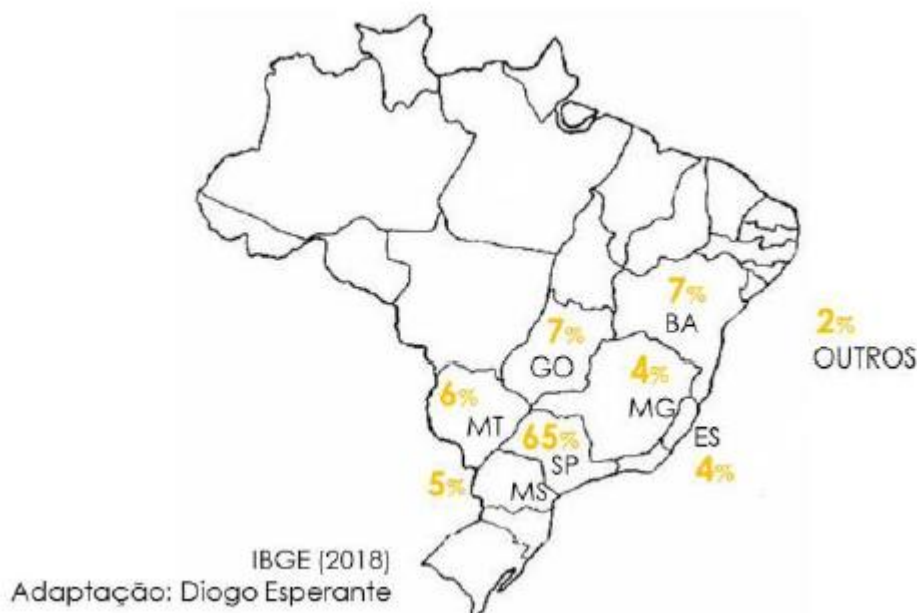 7%
BA
7%
GO
2%
OUTROS
4%
MG
6%
MT
65%
SP
ES
4%
5%
MS
IBGE (2018)
Adaptação: Diogo Esperante